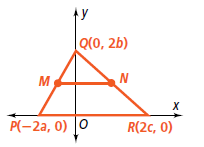 y
Q(0, 2b)
M N
x
P(−2a, 0) O R(2c, 0)